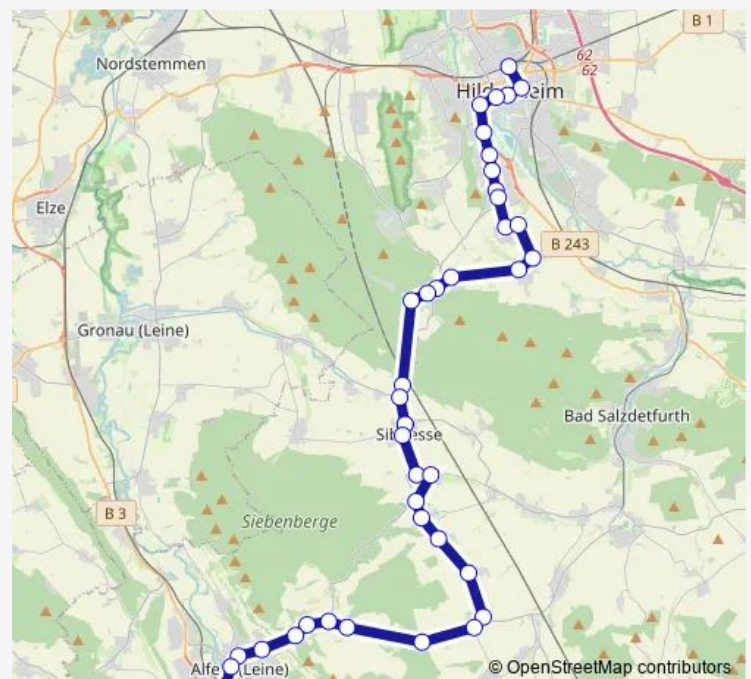 B 1
Nordstemmen
62
62
Elze
B 243
Gronau (Leine)
Bad Salzdetfurth
B 3
Siebenberge
© OpenStreetMap contributors